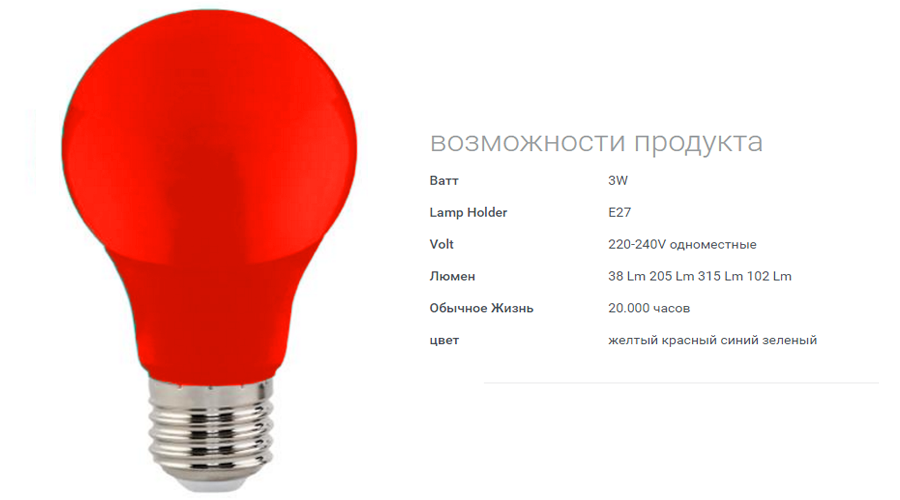 возможности продукта
Ватт 3W
Lamp Holder E27
Volt 220-240V одноместные
Люмен 38 Lm 205 Lm 315 Lm 102 Lm
Обычное Жизнь 20.000 часов
цвет желтый красный синий зеленый